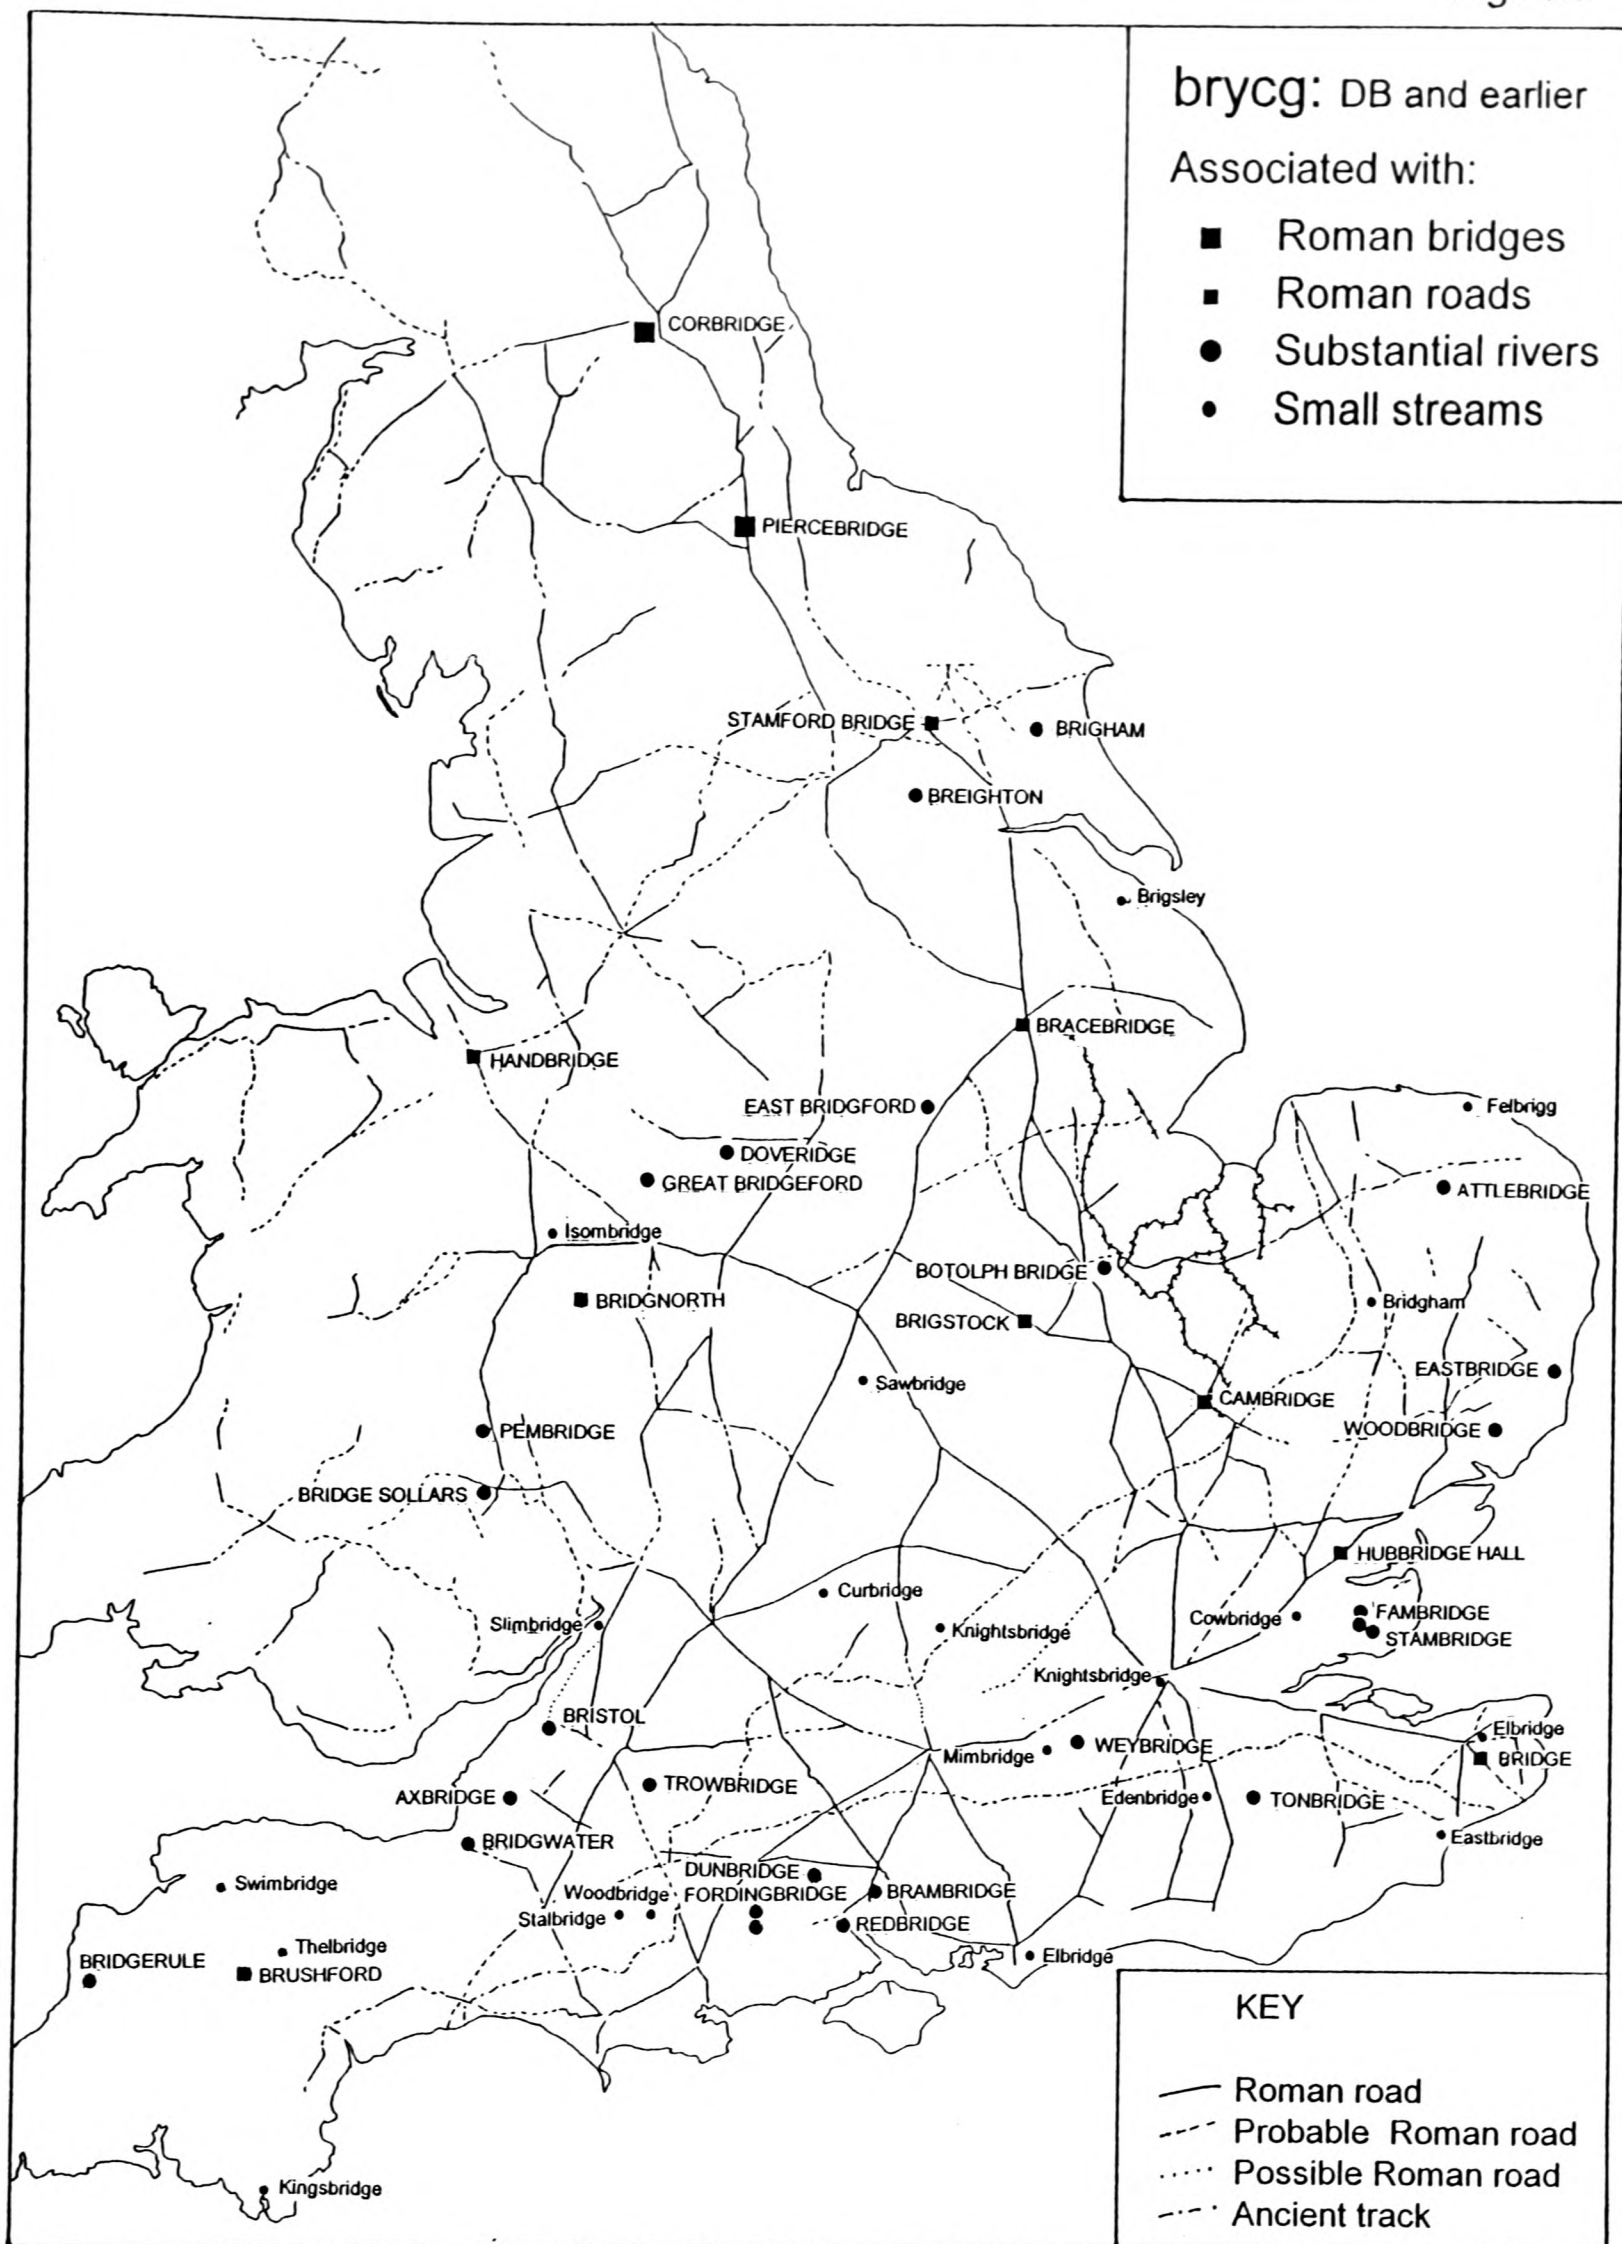 brycg: DB and earlier
Associated with:
Roman bridges
Roman roads
Substantial rivers
Small streams
CORBRIDGE
PIERCEBRIDGE
STAMFORD BRIDGE
BRIGHAM
BREIGHTON
Brigsley
BRACEBRIDGE
HANDBRIDGE
EAST BRIDGFORD
Felbrigg
DOVERIDGE
GREAT BRIDGEFORD
ATTLEBRIDGE
Isombridge
BOTOLPH BRIDGE
BRIDGNORTH
Bridgham
BRIGSTOCK
EASTBRIDGE
Sawbridge
CAMBRIDGE
PEMBRIDGE
WOODBRIDGE
BRIDGE SOLLARS
HUBBRIDGE HALL
Curbridge
Slimbridge
Knightsbridge
Cowbridge
FAMBRIDGE
STAMBRIDGE
Knightsbridge
BRISTOL
Elbridge
Mimbridge
WEYBRIDGE
BRIDGE
TROWBRIDGE
AXBRIDGE
Edenbridge
TONBRIDGE
BRIDGWATER
Eastbridge
DUNBRIDGE
Swimbridge
Woodbridge
FORDINGBRIDGE
BRAMBRIDGE
Stalbridge
REDBRIDGE
Thelbridge
Elbridge
BRIDGERULE
BRUSHFORD
Kingsbridge
KEY
Roman road
Probable Roman road
Possible Roman road
Ancient track